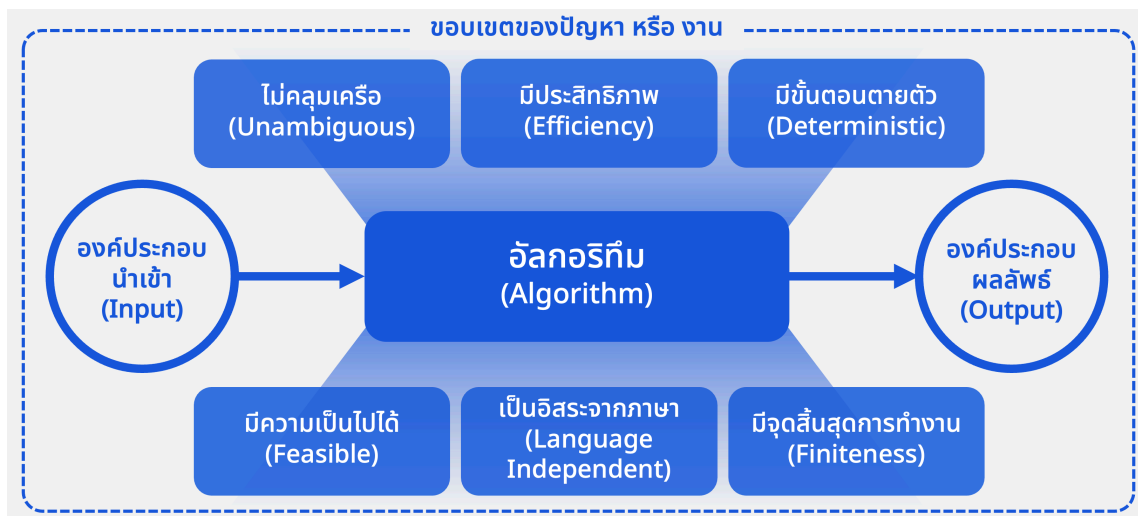 ขอบเขตของปัญหา หรือ งาน
ไม่คลุมเครือ
(Unambiguous)
มีประสิทธิภาพ
(Efficiency)
มีขั้นตอนตายตัว
(Deterministic)
องค์ประกอบ
นำเข้า
(Input)
อัลกอริทึม
(Algorithm)
องค์ประกอบ
ผลลัพธ์
(Output)
มีความเป็นไปได้
(Feasible)
เป็นอิสระจากภาษา
(Language
Independent)
มีจุดสิ้นสุดการทำงาน
(Finiteness)